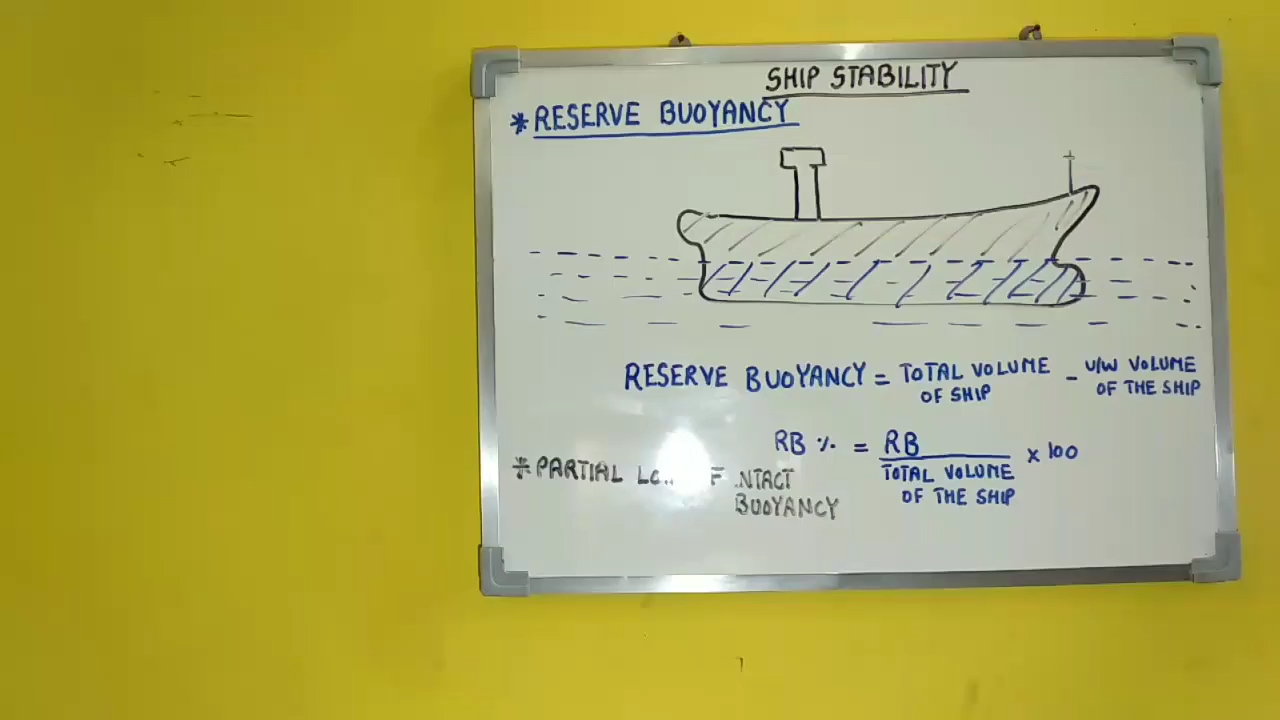 SHIP STABILITY
* RESERVE BUOYANCY
RESERVE BUOYANCY = TOTAL VOLUME OF SHIP - U/W VOLUME OF THE SHIP
RB % = RB / TOTAL VOLUME OF THE SHIP x 100
* PARTIAL
BUOYANCY